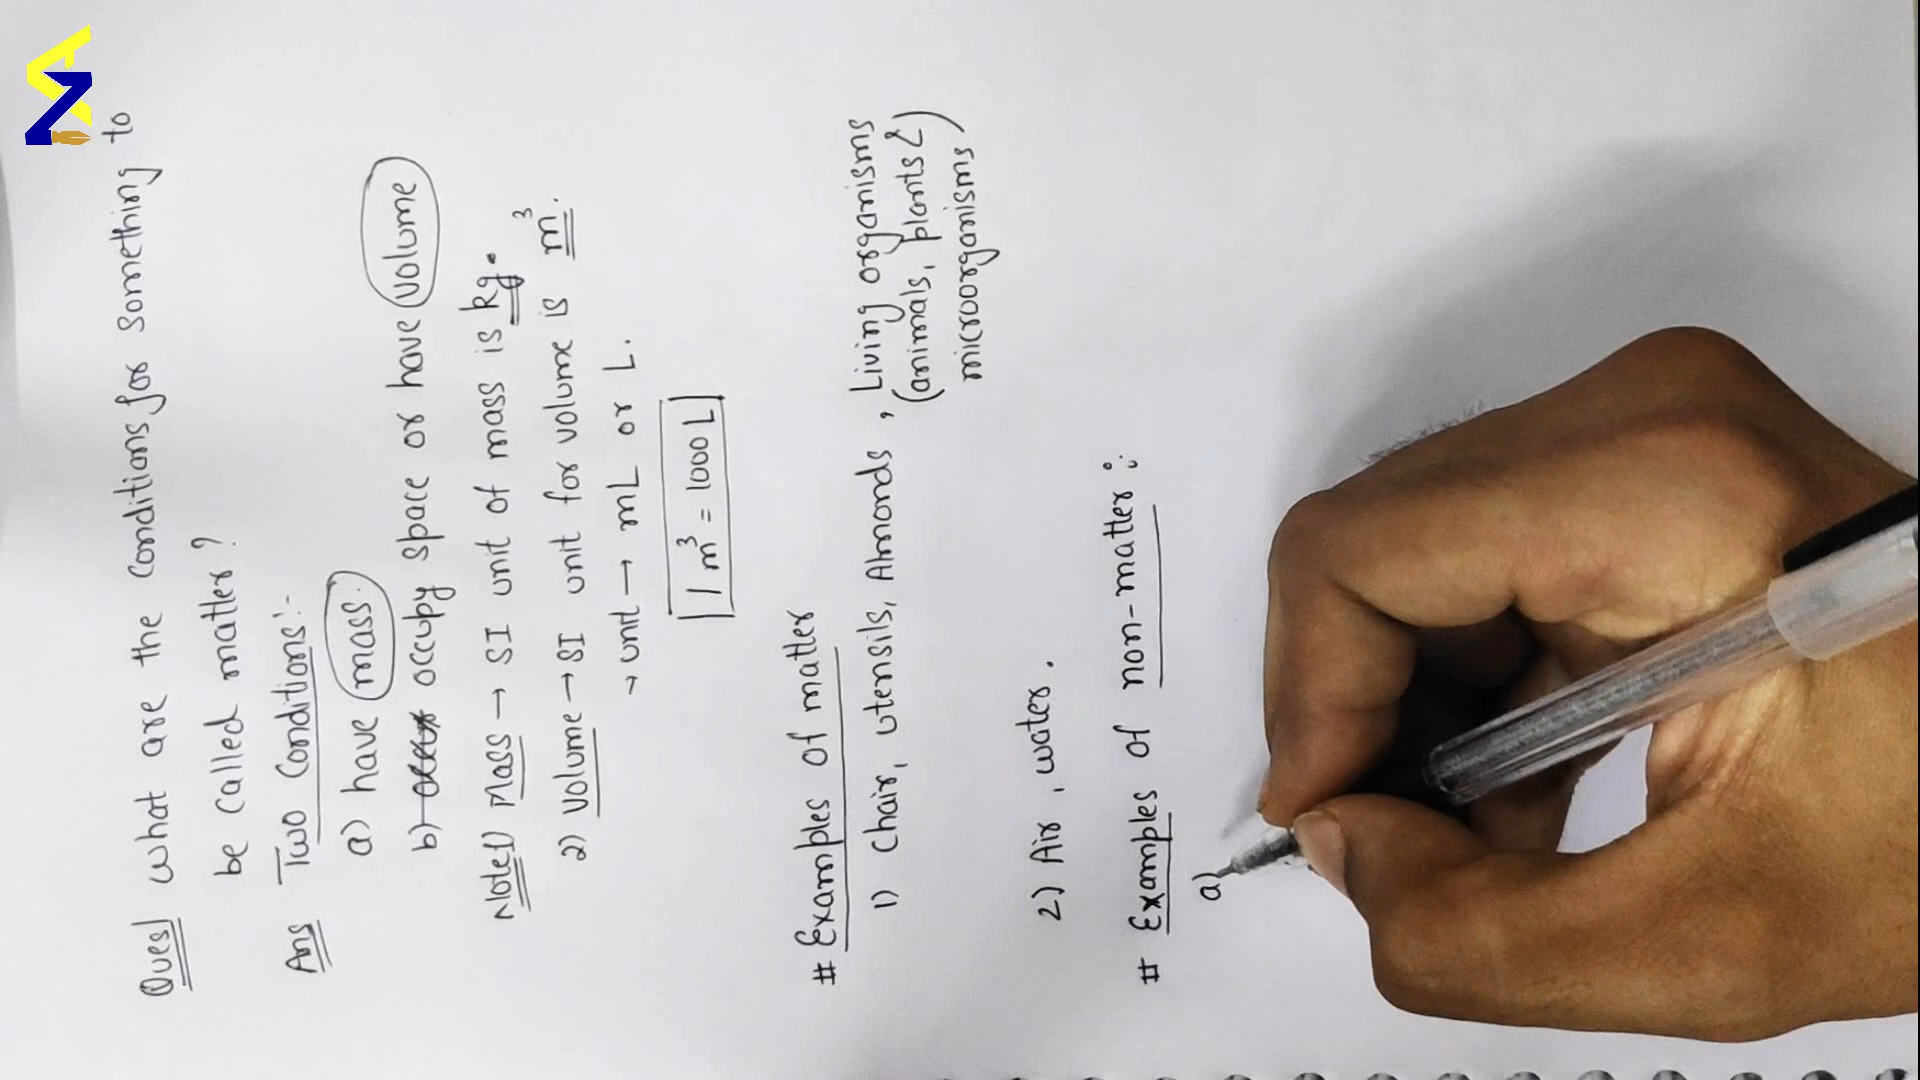 Ques] What are the conditions for something to
be called matter?
Ans Two Conditions:-
a) have mass.
b) occupy space or have volume
Note:1) Mass → SI unit of mass is kg.
2) Volume → SI unit for volume is m³.
→ unit → mL or L.
1 m³ = 1000 L
# Examples of matter
1) Chair, utensils, Almonds, Living organisms
(animals, plants &
microorganisms)
2) Air, water.
# Examples of non-matter:
a)